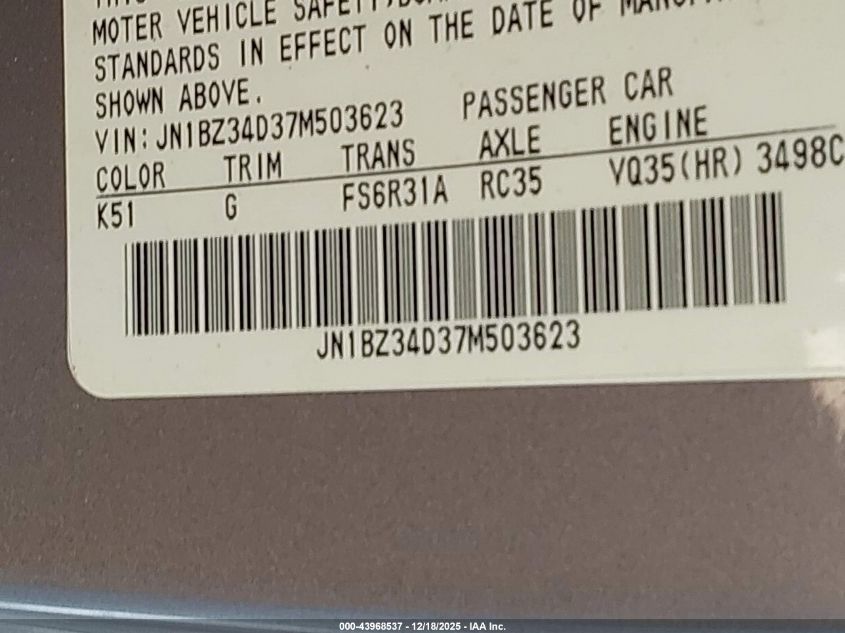 MOTOR VEHICLE SAFETY,
STANDARDS IN EFFECT ON THE DATE OF
SHOWN ABOVE.
VIN: JN1BZ34D37M503623 PASSENGER CAR
COLOR TRIM TRANS AXLE ENGINE
K51 G FS6R31A RC35 VQ35(HR) 3498C
JN1BZ34D37M503623
000-43968537 - 12/18/2025 - IAA Inc.